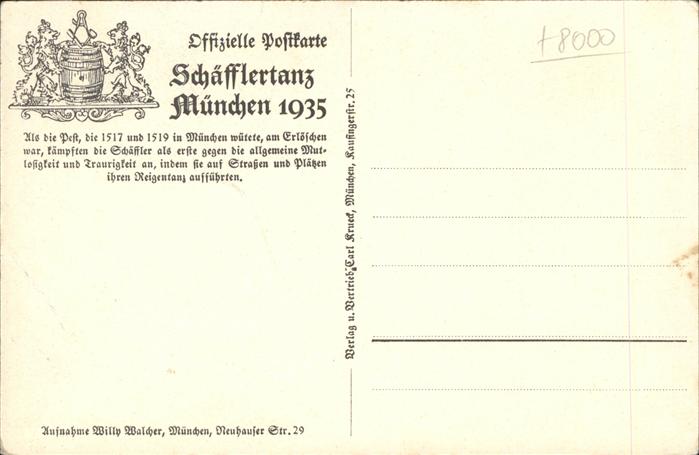 Offizielle Postkarte
Schäfflertanz
München 1935
Als die Pest, die 1517 und 1519 in München wütete, am Erlöschen
war, kämpften die Schäffler als erste gegen die allgemeine Mut-
losigkeit und Traurigkeit an, indem sie auf Straßen und Plätzen
ihren Reigentanz aufführten.
Aufnahme Willy Walcher, München, Neuhauser Str. 29
Verlag u. Vertrieb: Carl Krueck, München, Kaufingerstr. 25
+8000